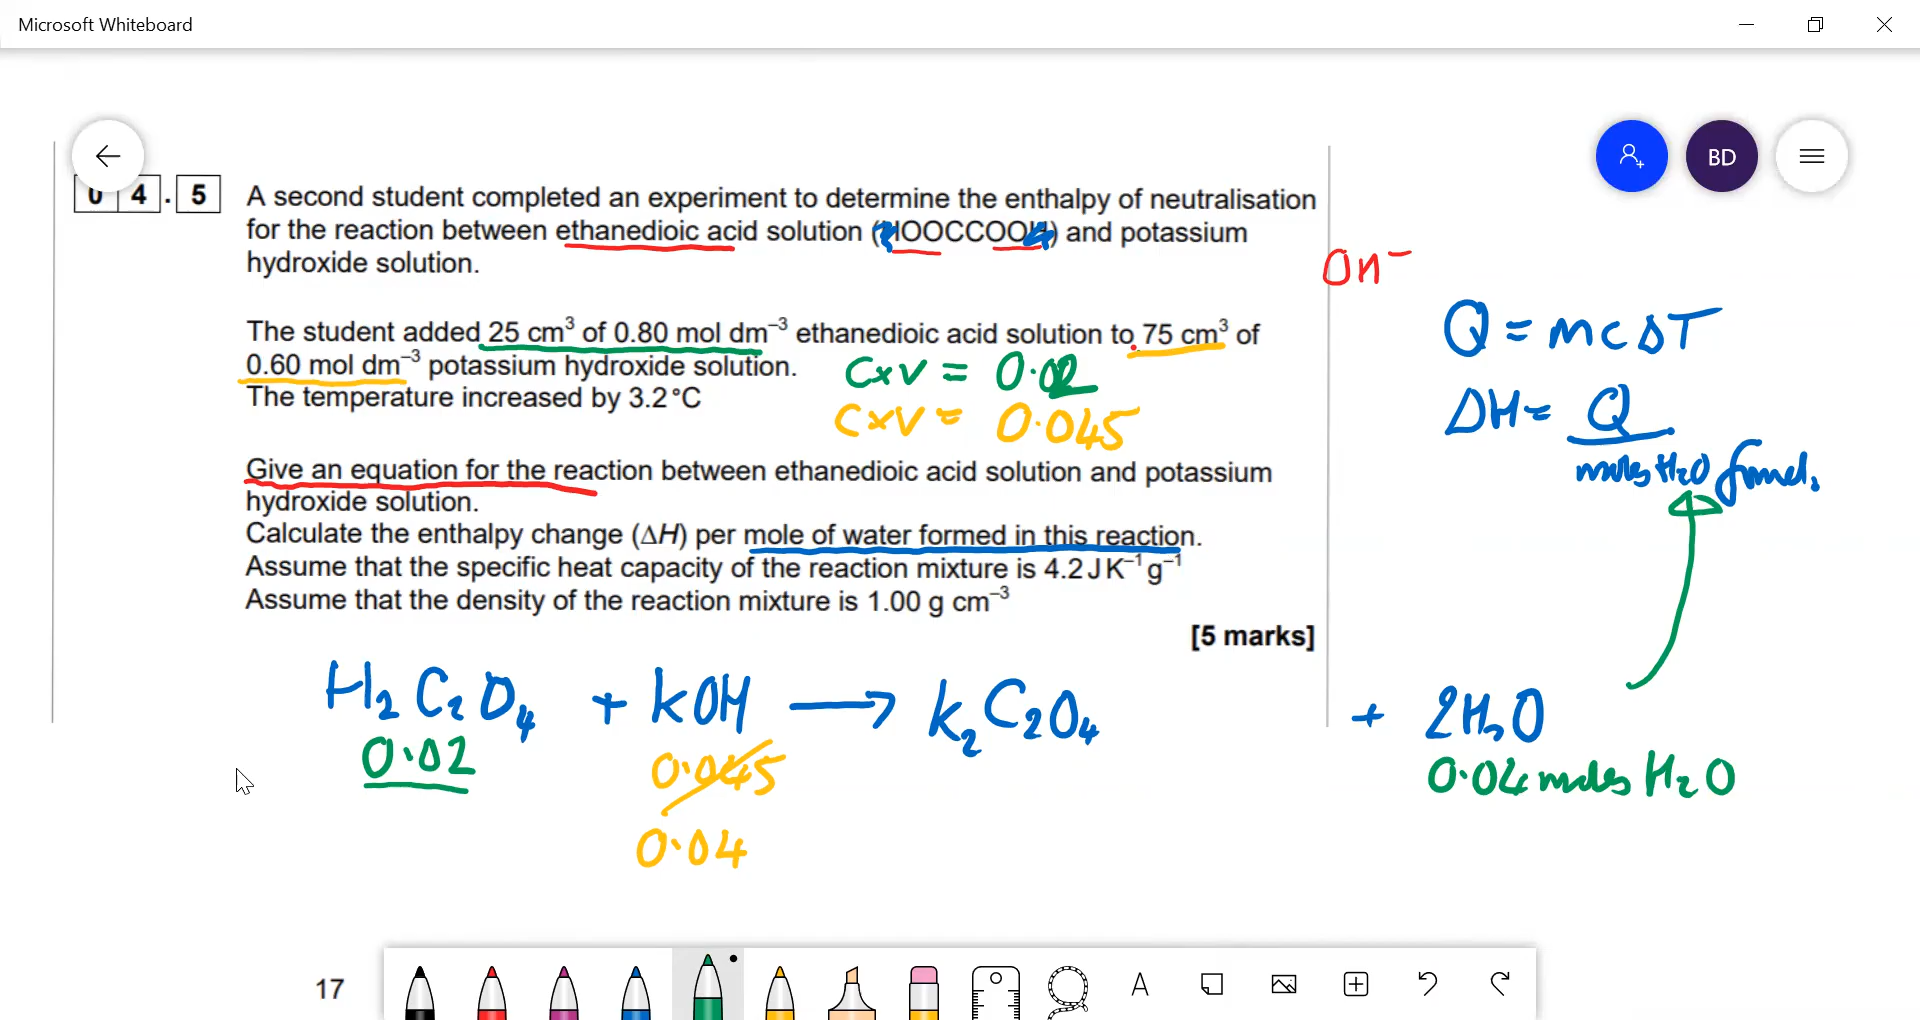 Microsoft Whiteboard
BD
0 4 . 5
A second student completed an experiment to determine the enthalpy of neutralisation
for the reaction between ethanedioic acid solution (HOOCCOOH) and potassium
hydroxide solution.
OH⁻
Q = mcΔT
The student added 25 cm³ of 0.80 mol dm⁻³ ethanedioic acid solution to 75 cm³ of
0.60 mol dm⁻³ potassium hydroxide solution.
C×V = 0.02
The temperature increased by 3.2 °C
C×V = 0.045
ΔH = Q
moles H₂O formed.
Give an equation for the reaction between ethanedioic acid solution and potassium
hydroxide solution.
Calculate the enthalpy change (ΔH) per mole of water formed in this reaction.
Assume that the specific heat capacity of the reaction mixture is 4.2 J K⁻¹ g⁻¹
Assume that the density of the reaction mixture is 1.00 g cm⁻³
[5 marks]
H₂C₂O₄ + KOH → K₂C₂O₄ + 2H₂O
0.02 0.045 0.04 moles H₂O
0.04
17
A